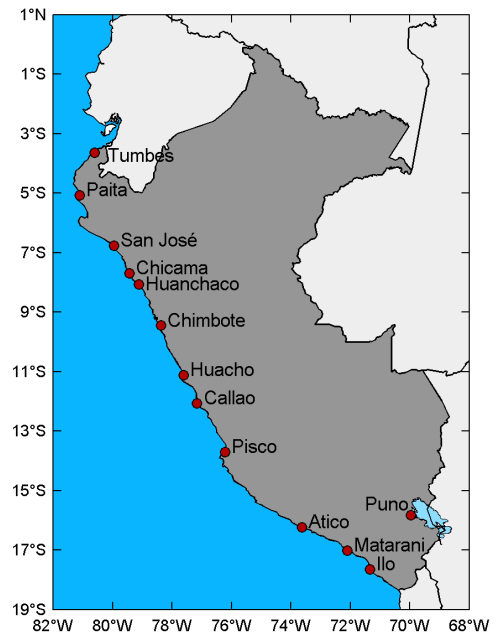 1°N
1°S
3°S
Tumbes
5°S
Paita
San José
7°S
Chicama
Huanchaco
9°S
Chimbote
11°S
Huacho
Callao
13°S
Pisco
15°S
Puno
Atico
17°S
Matarani
Ilo
19°S
82°W 80°W 78°W 76°W 74°W 72°W 70°W 68°W